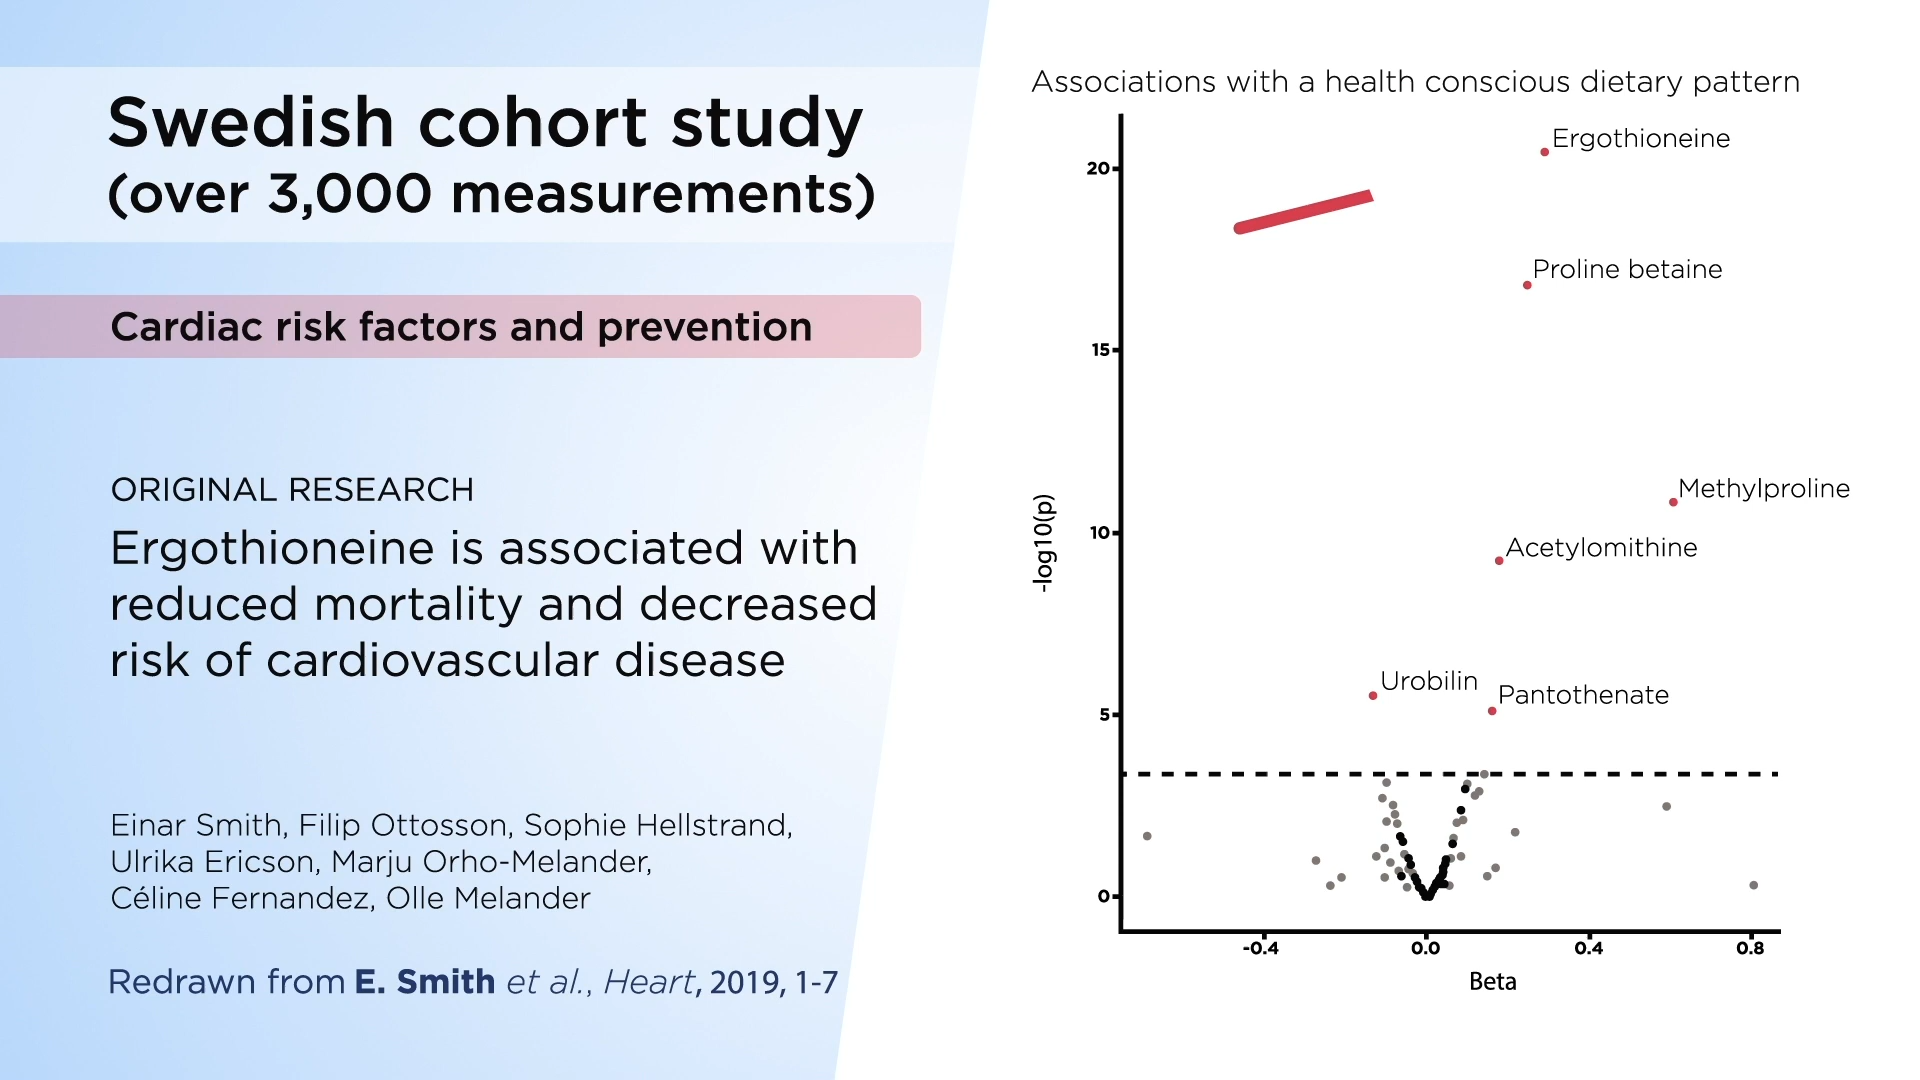 Swedish cohort study
(over 3,000 measurements)
Cardiac risk factors and prevention
ORIGINAL RESEARCH
Ergothioneine is associated with
reduced mortality and decreased
risk of cardiovascular disease
Einar Smith, Filip Ottosson, Sophie Hellstrand,
Ulrika Ericson, Marju Orho-Melander,
Céline Fernandez, Olle Melander
Redrawn from E. Smith et al., Heart, 2019, 1-7
Associations with a health conscious dietary pattern
Ergothioneine
20
Proline betaine
15
Methylproline
-log10(p)
10
Acetylomithine
Urobilin
Pantothenate
5
0
-0.4 0.0 0.4 0.8
Beta